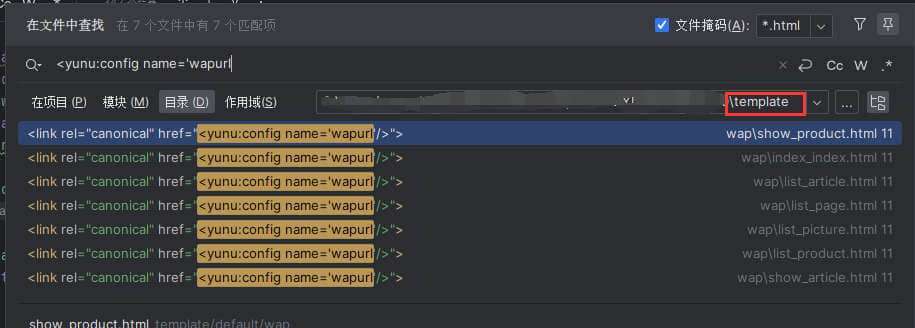 在文件中查找 在 7 个文件中有 7 个匹配项 文件掩码(A): *.html
<yunu:config name='wapurl Cc W .*
在项目 (P) 模块 (M) 目录 (D) 作用域(S) \template ...
<link rel="canonical" href="<yunu:config name='wapurl'/>"> wap\show_product.html 11
<link rel="canonical" href="<yunu:config name='wapurl'/>"> wap\index_index.html 11
<link rel="canonical" href="<yunu:config name='wapurl'/>"> wap\list_article.html 11
<link rel="canonical" href="<yunu:config name='wapurl'/>"> wap\list_page.html 11
<link rel="canonical" href="<yunu:config name='wapurl'/>"> wap\list_picture.html 11
<link rel="canonical" href="<yunu:config name='wapurl'/>"> wap\list_product.html 11
<link rel="canonical" href="<yunu:config name='wapurl'/>"> wap\show_article.html 11
show_product.html template/default/wap